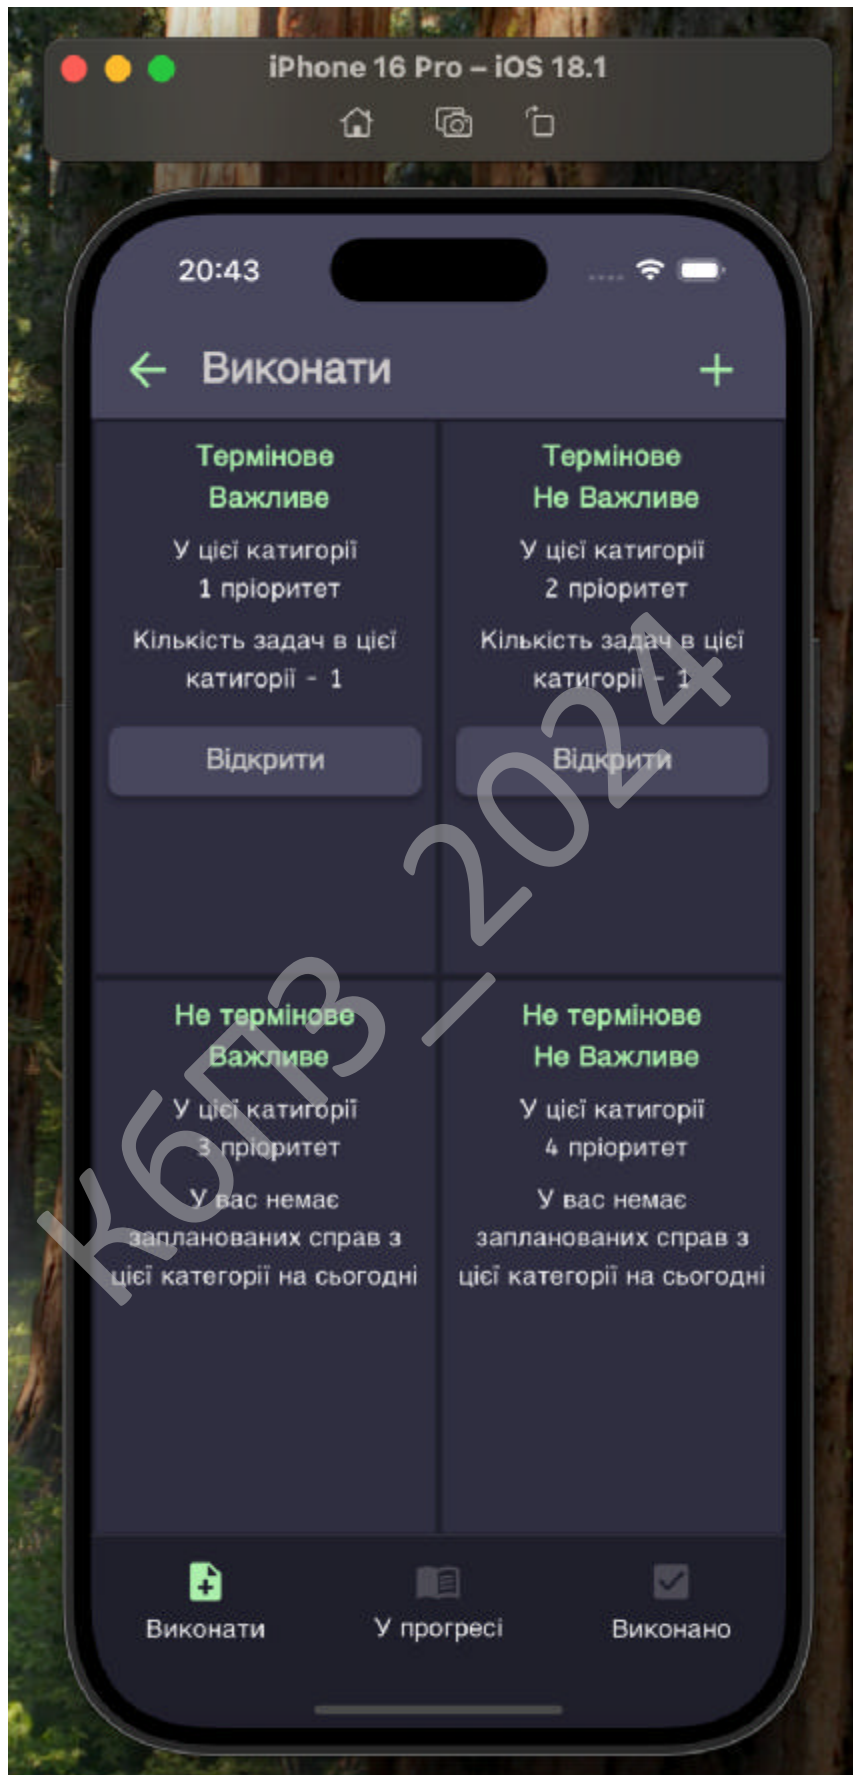 iPhone 16 Pro – iOS 18.1
20:43
Виконати
Термінове
Важливе
У цієї катигорії
1 пріоритет
Кількість задач в цієї
катигорії - 1
Відкрити
Термінове
Не Важливе
У цієї катигорії
2 пріоритет
Кількість задач в цієї
катигорії - 1
Відкрити
Не термінове
Важливе
У цієї катигорії
3 пріоритет
У вас немає
запланованих справ з
цієї категорії на сьогодні
Не термінове
Не Важливе
У цієї катигорії
4 пріоритет
У вас немає
запланованих справ з
цієї категорії на сьогодні
Виконати
У прогресі
Виконано
КбПЗ_2024